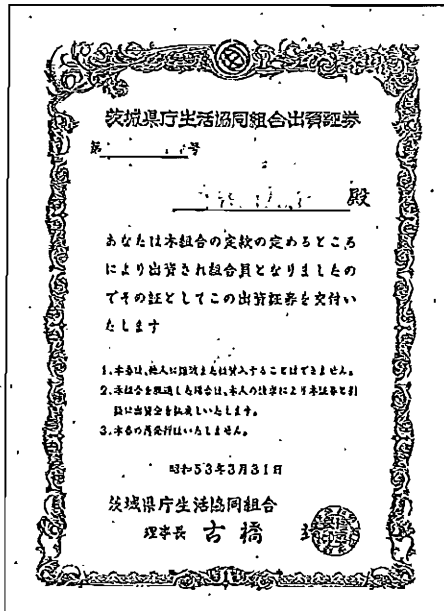 茨城県庁生活協同組合出資証券
第 号
殿
あなたは本組合の定款の定めるところ
により出資され組合員となりましたの
でその証としてこの出資証券を交付い
たします
1.本券は、他人に譲渡または質入することはできません。
2.本組合を脱退した場合は、本人の請求により本証券と引
換に出資金を払戻しいたします。
3.本券の再発行はいたしません。
昭和53年3月31日
茨城県庁生活協同組合
理事長 古橋